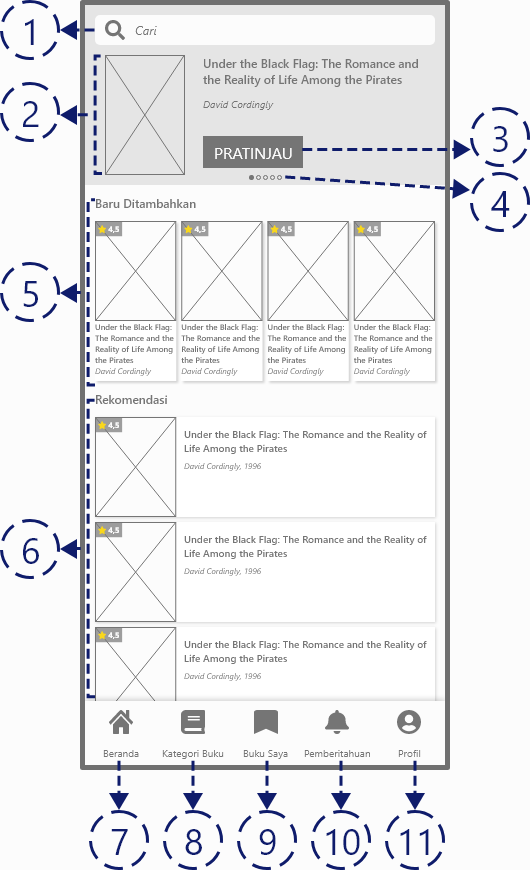 1
Cari
Under the Black Flag: The Romance and
the Reality of Life Among the Pirates
2
David Cordingly
PRATINJAU
3
4
Baru Ditambahkan
4,5
4,5
4,5
4,5
5
Under the Black Flag:
The Romance and the
Reality of Life Among
the Pirates
David Cordingly
Under the Black Flag:
The Romance and the
Reality of Life Among
the Pirates
David Cordingly
Under the Black Flag:
The Romance and the
Reality of Life Among
the Pirates
David Cordingly
Under the Black Flag:
The Romance and the
Reality of Life Among
the Pirates
David Cordingly
Rekomendasi
4,5
Under the Black Flag: The Romance and the Reality of
Life Among the Pirates
David Cordingly, 1996
6
4,5
Under the Black Flag: The Romance and the Reality of
Life Among the Pirates
David Cordingly, 1996
4,5
Under the Black Flag: The Romance and the Reality of
Life Among the Pirates
David Cordingly, 1996
Beranda
Kategori Buku
Buku Saya
Pemberitahuan
Profil
7
8
9
10
11